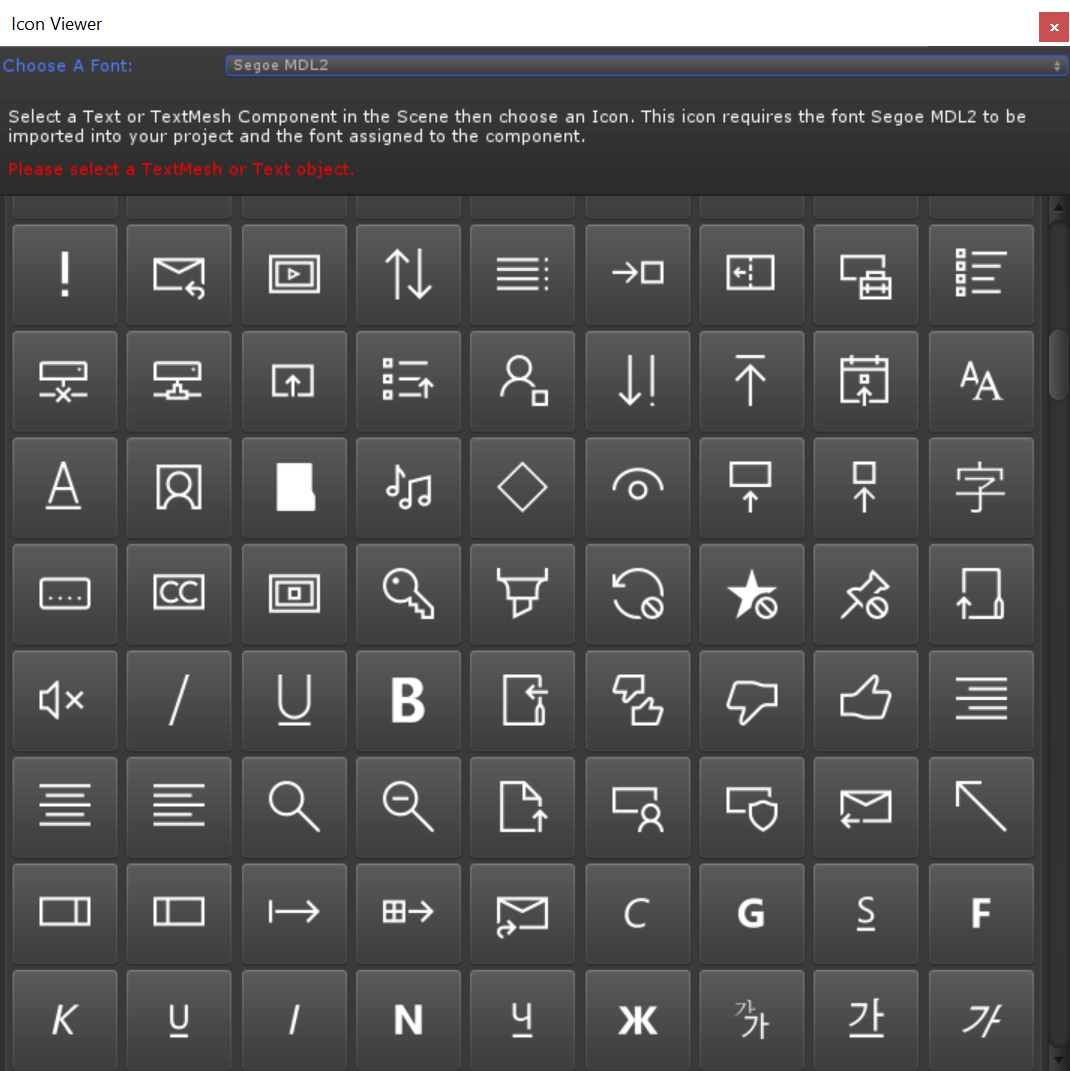 Icon Viewer
Choose A Font:
Segoe MDL2
Select a Text or TextMesh Component in the Scene then choose an Icon. This icon requires the font Segoe MDL2 to be
imported into your project and the font assigned to the component.
Please select a TextMesh or Text object.
!
AA
A
字
CC
/ U B
C G S F
K U I N Ч Ж 가가 가 가